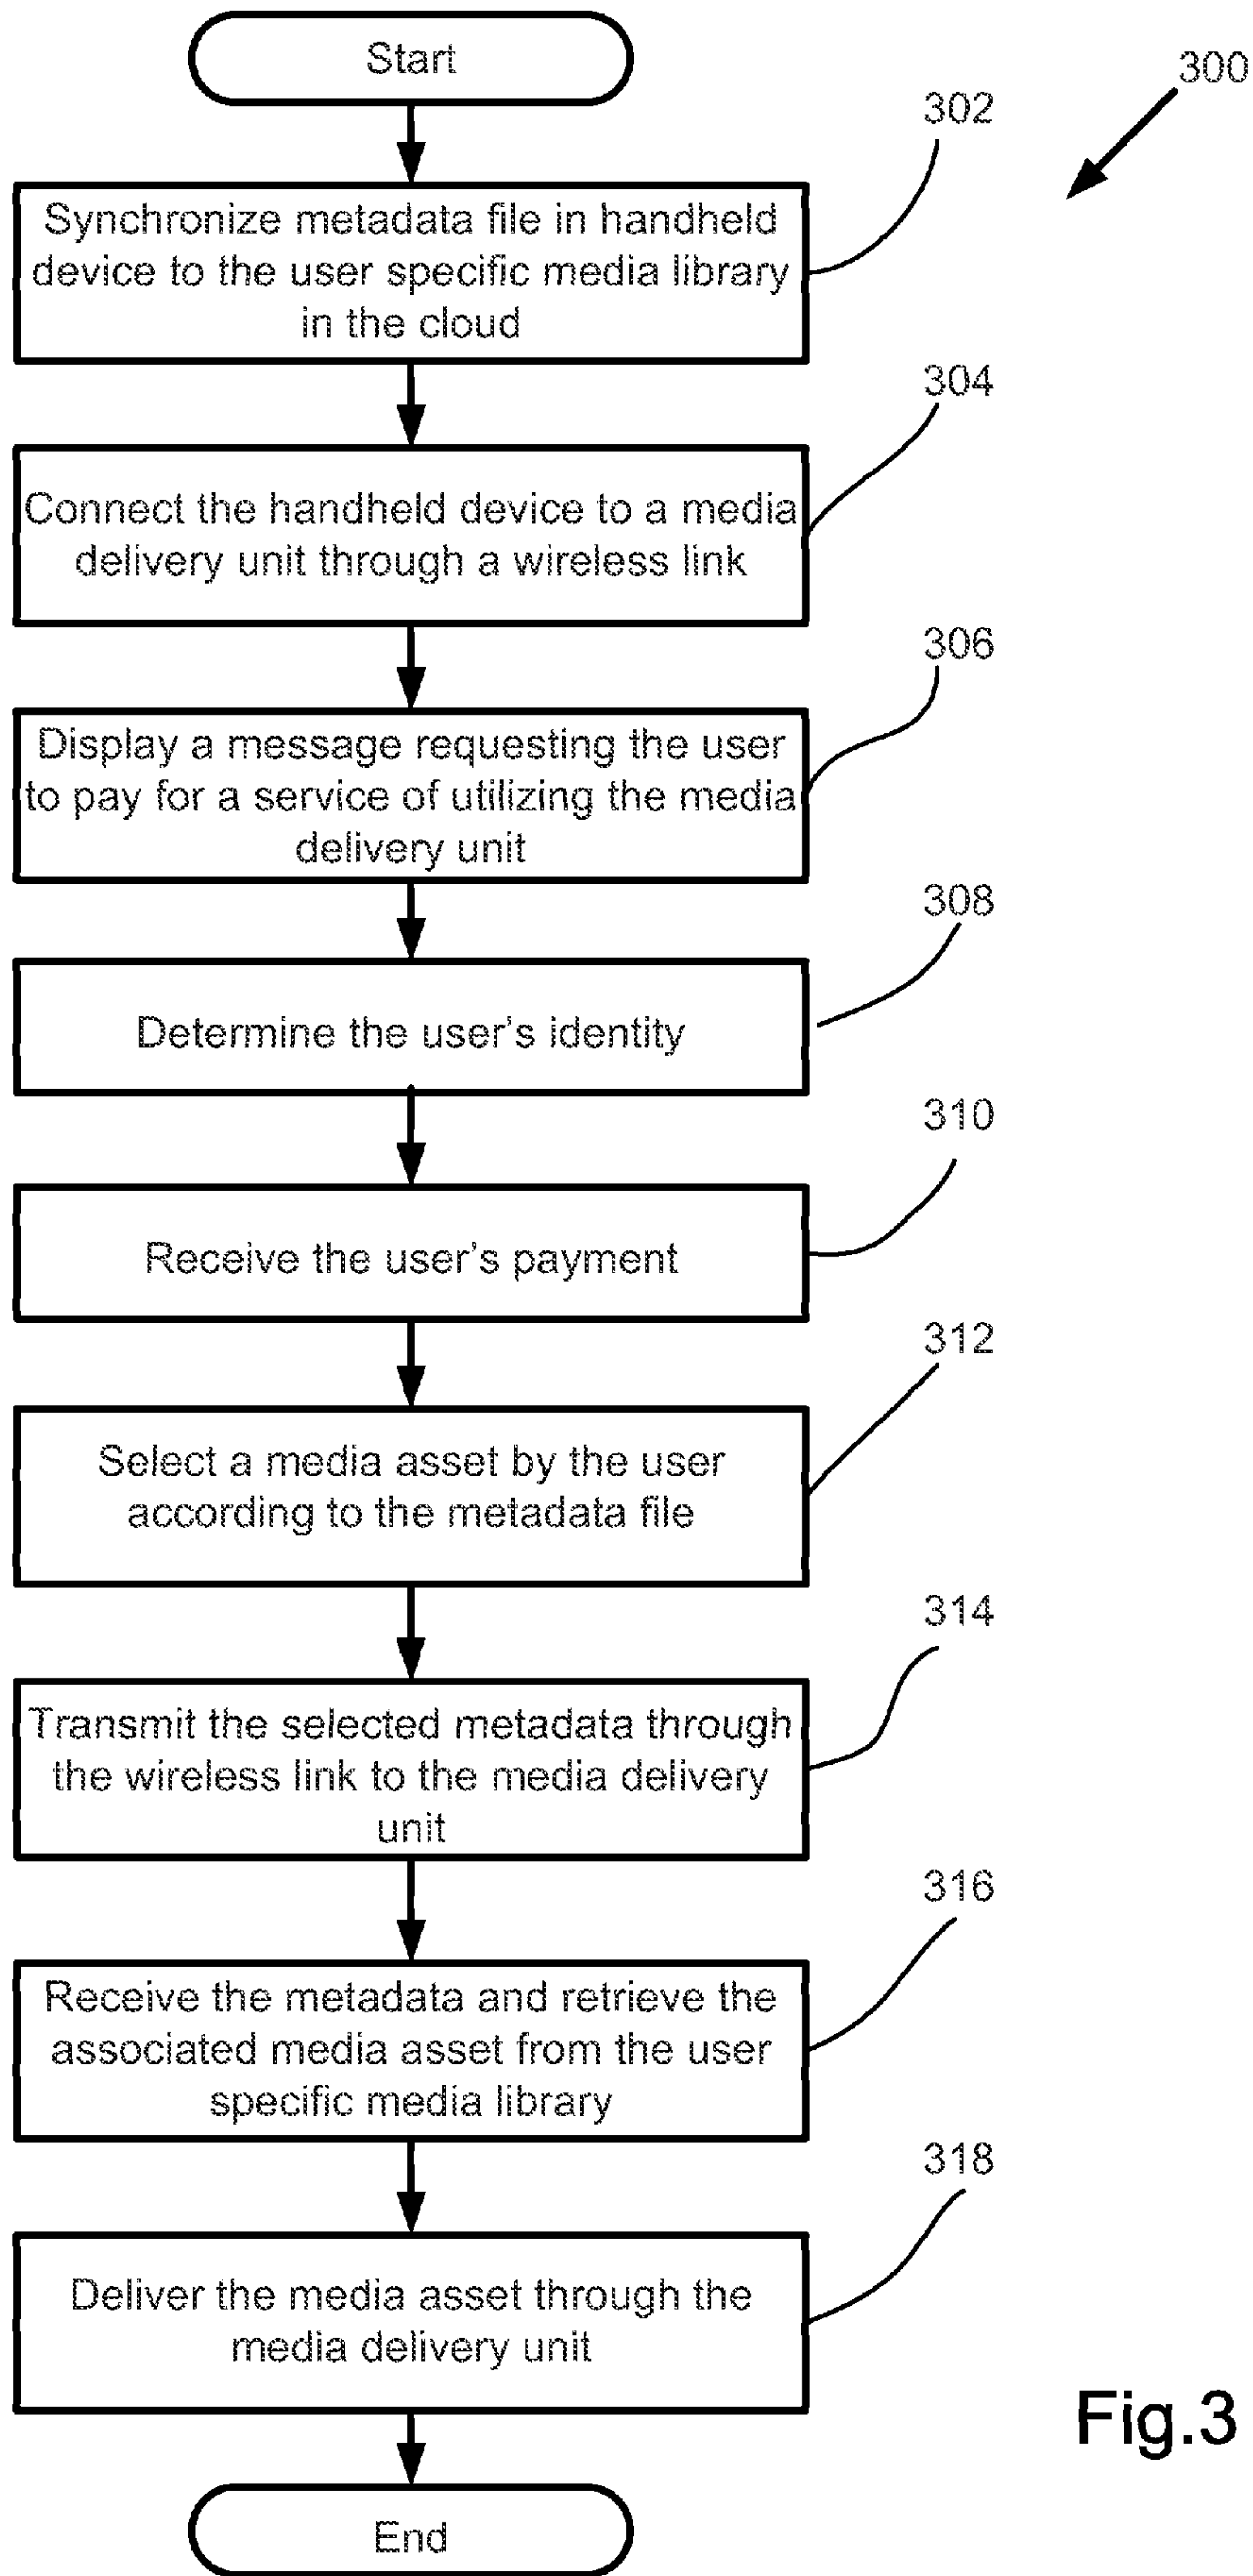 Start
300
302
Synchronize metadata file in handheld
device to the user specific media library
in the cloud
304
Connect the handheld device to a media
delivery unit through a wireless link
306
Display a message requesting the user
to pay for a service of utilizing the media
delivery unit
308
Determine the user's identity
310
Receive the user's payment
312
Select a media asset by the user
according to the metadata file
314
Transmit the selected metadata through
the wireless link to the media delivery
unit
316
Receive the metadata and retrieve the
associated media asset from the user
specific media library
318
Deliver the media asset through the
media delivery unit
Fig.3
End